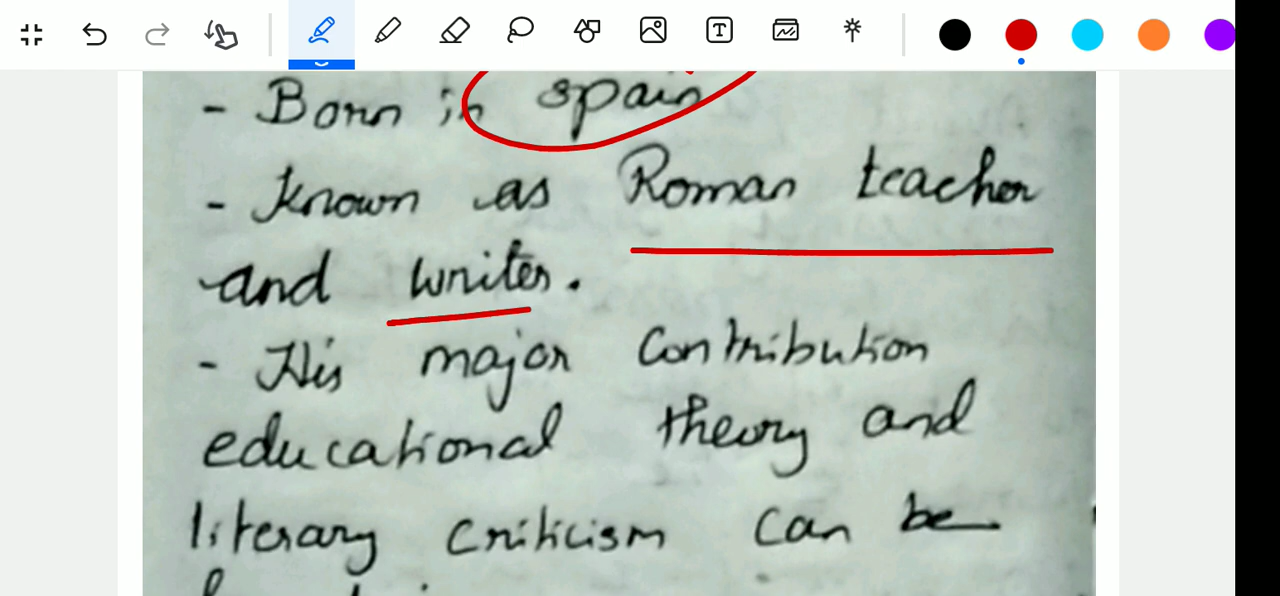 - Born in spain
- Known as Roman teacher
and writer.
- His major contribution
educational theory and
literary criticism can be